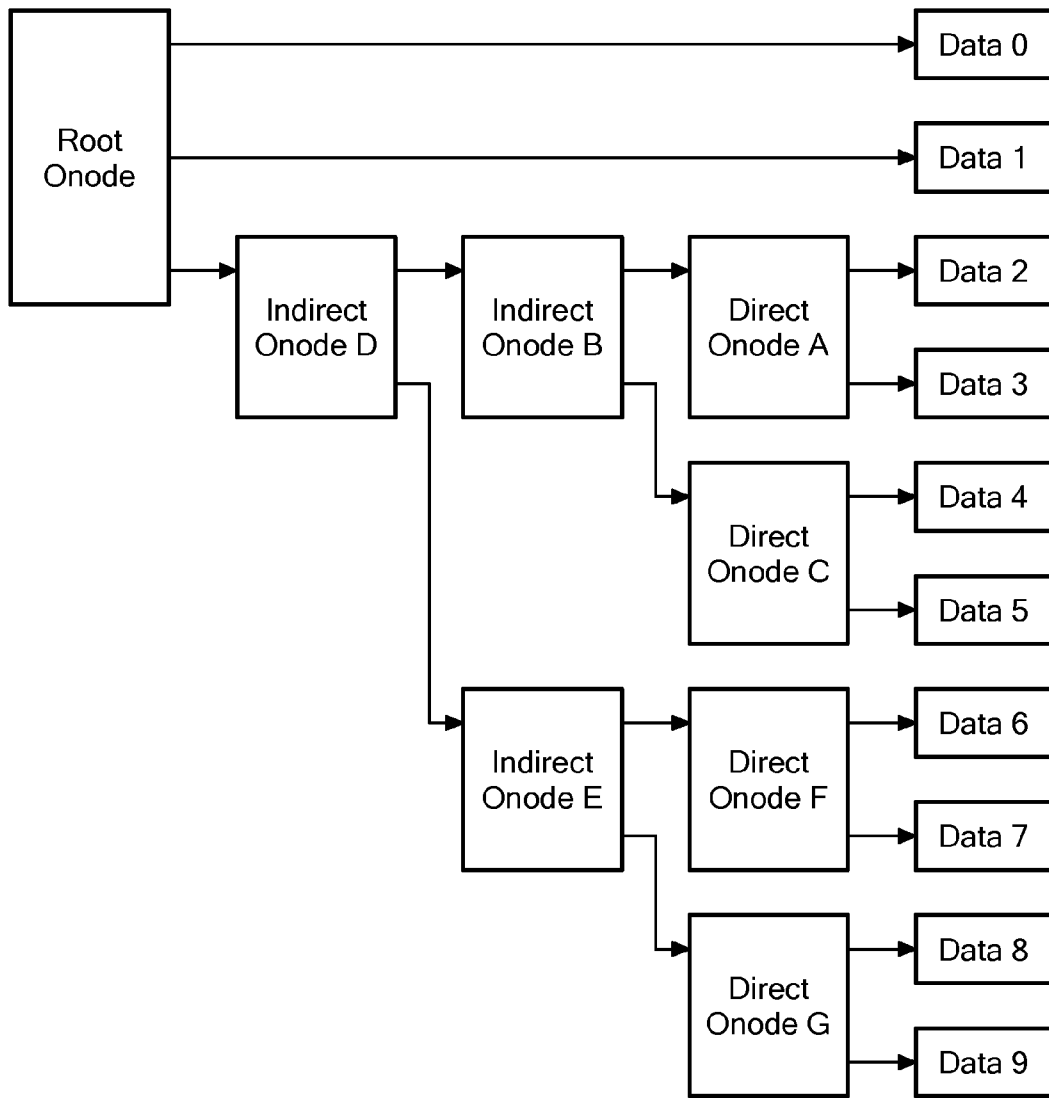 Data 0
Root
Onode
Data 1
Indirect
Onode D
Indirect
Onode B
Direct
Onode A
Data 2
Data 3
Direct
Onode C
Data 4
Data 5
Indirect
Onode E
Direct
Onode F
Data 6
Data 7
Direct
Onode G
Data 8
Data 9